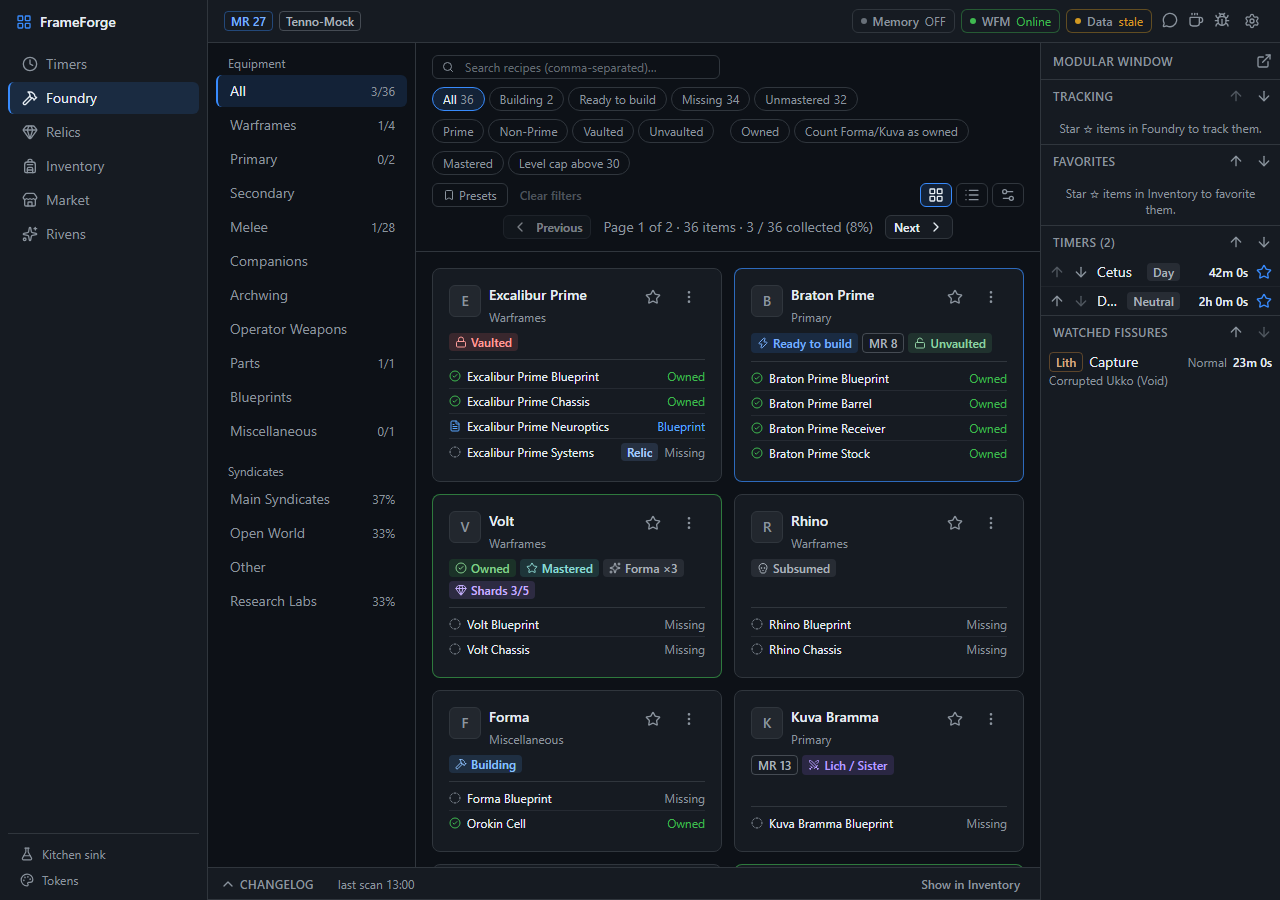 FrameForge
MR 27
Tenno-Mock
Memory OFF
WFM Online
Data stale
Timers
Foundry
Relics
Inventory
Market
Rivens
Kitchen sink
Tokens
Equipment
All 3/36
Warframes 1/4
Primary 0/2
Secondary
Melee 1/28
Companions
Archwing
Operator Weapons
Parts 1/1
Blueprints
Miscellaneous 0/1
Syndicates
Main Syndicates 37%
Open World 33%
Other
Research Labs 33%
Search recipes (comma-separated)...
All 36 Building 2 Ready to build Missing 34 Unmastered 32
Prime Non-Prime Vaulted Unvaulted Owned Count Forma/Kuva as owned
Mastered Level cap above 30
Presets Clear filters
Previous Page 1 of 2 · 36 items · 3 / 36 collected (8%) Next
E Excalibur Prime
Warframes
Vaulted
Excalibur Prime Blueprint Owned
Excalibur Prime Chassis Owned
Excalibur Prime Neuroptics Blueprint
Excalibur Prime Systems Relic Missing
B Braton Prime
Primary
Ready to build MR 8 Unvaulted
Braton Prime Blueprint Owned
Braton Prime Barrel Owned
Braton Prime Receiver Owned
Braton Prime Stock Owned
V Volt
Warframes
Owned Mastered Forma ×3
Shards 3/5
Volt Blueprint Missing
Volt Chassis Missing
R Rhino
Warframes
Subsumed
Rhino Blueprint Missing
Rhino Chassis Missing
F Forma
Miscellaneous
Building
Forma Blueprint Missing
Orokin Cell Owned
K Kuva Bramma
Primary
MR 13 Lich / Sister
Kuva Bramma Blueprint Missing
CHANGELOG last scan 13:00 Show in Inventory
MODULAR WINDOW
TRACKING
Star ☆ items in Foundry to track them.
FAVORITES
Star ☆ items in Inventory to favorite
them.
TIMERS (2)
Cetus Day 42m 0s
D... Neutral 2h 0m 0s
WATCHED FISSURES
Lith Capture Normal 23m 0s
Corrupted Ukko (Void)